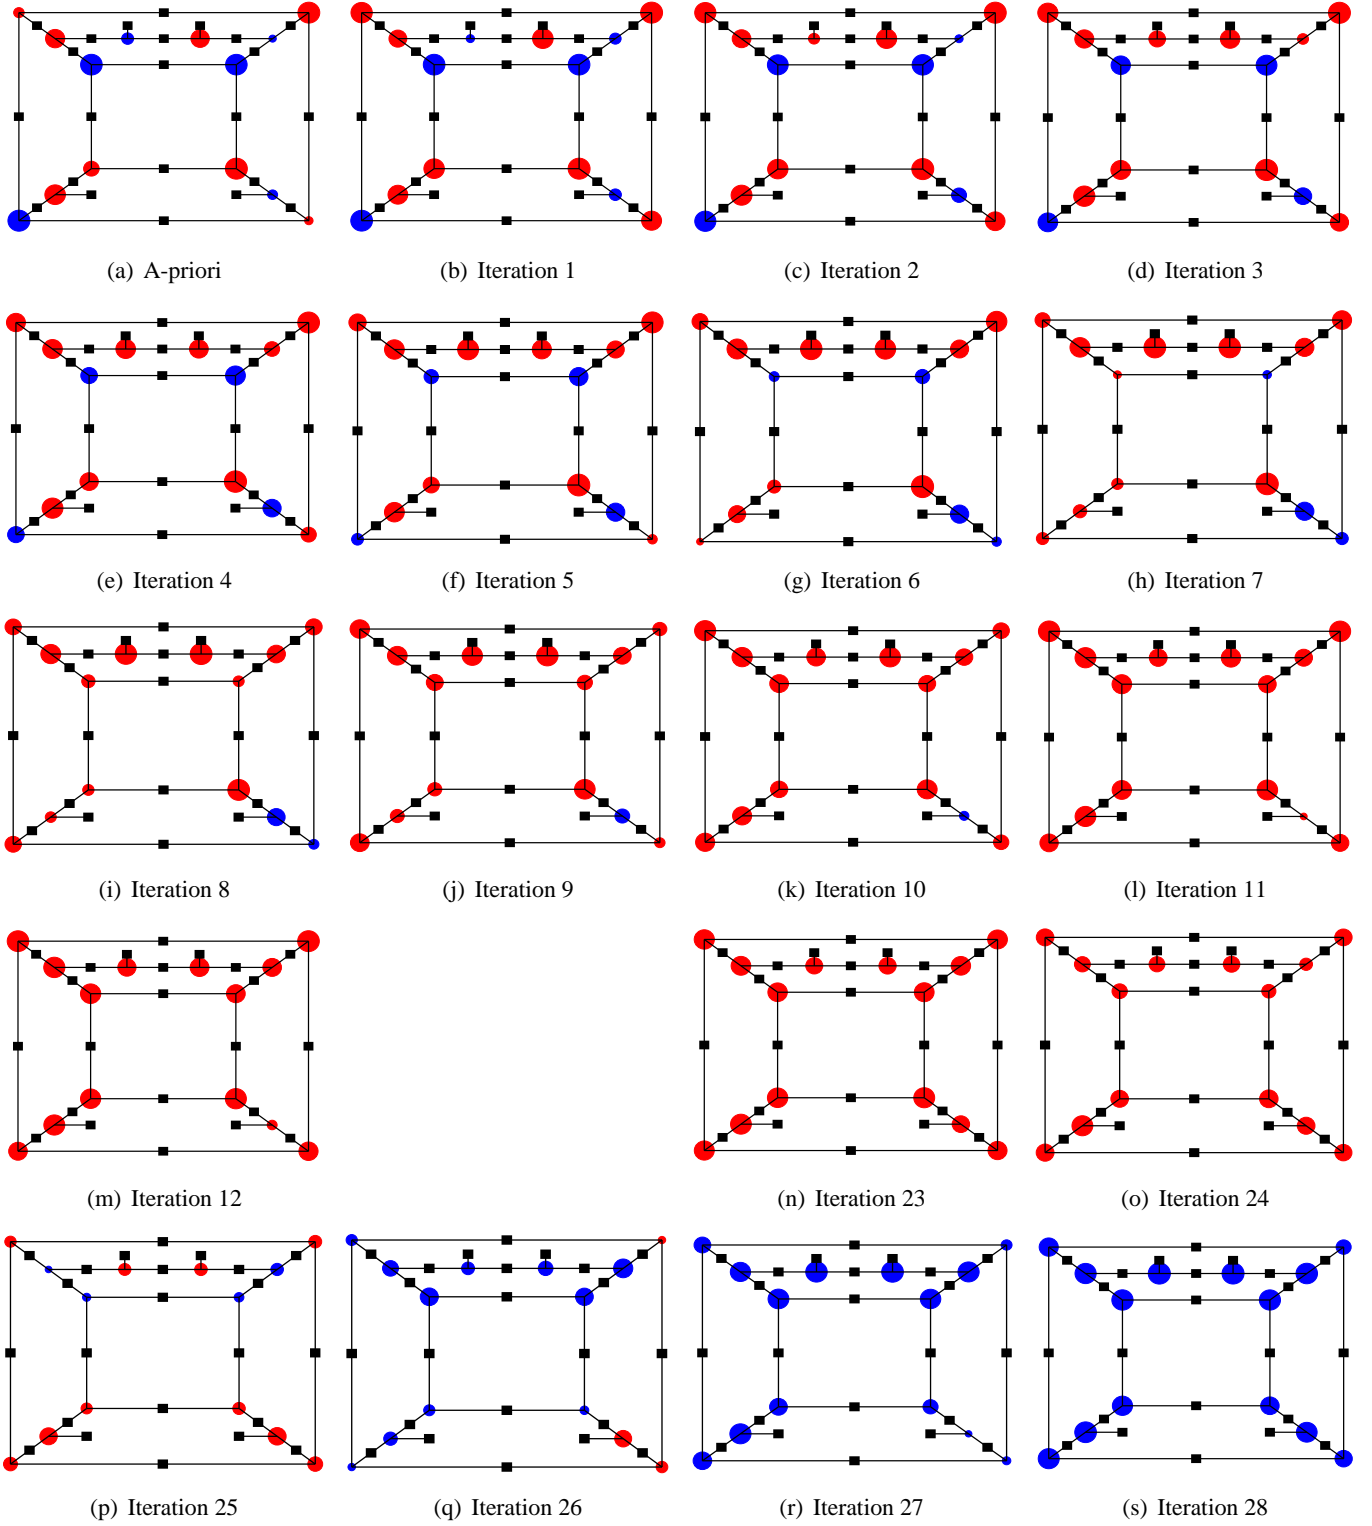 (a) A-priori
(b) Iteration 1
(c) Iteration 2
(d) Iteration 3
(e) Iteration 4
(f) Iteration 5
(g) Iteration 6
(h) Iteration 7
(i) Iteration 8
(j) Iteration 9
(k) Iteration 10
(l) Iteration 11
(m) Iteration 12
(n) Iteration 23
(o) Iteration 24
(p) Iteration 25
(q) Iteration 26
(r) Iteration 27
(s) Iteration 28